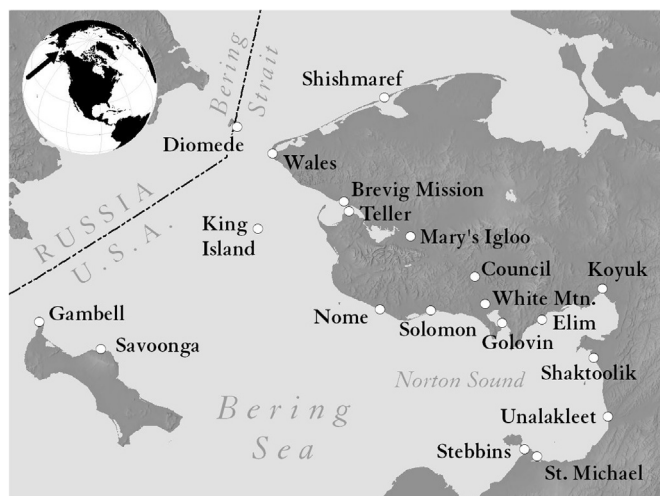 Bering
Strait
Shishmaref
Diomede
Wales
RUSSIA
U.S.A.
Brevig Mission
Teller
King
Island
Mary's Igloo
Council
Koyuk
White Mtn.
Gambell
Nome
Solomon
Elim
Golovin
Savoonga
Shaktoolik
Norton Sound
Bering
Sea
Unalakleet
Stebbins
St. Michael